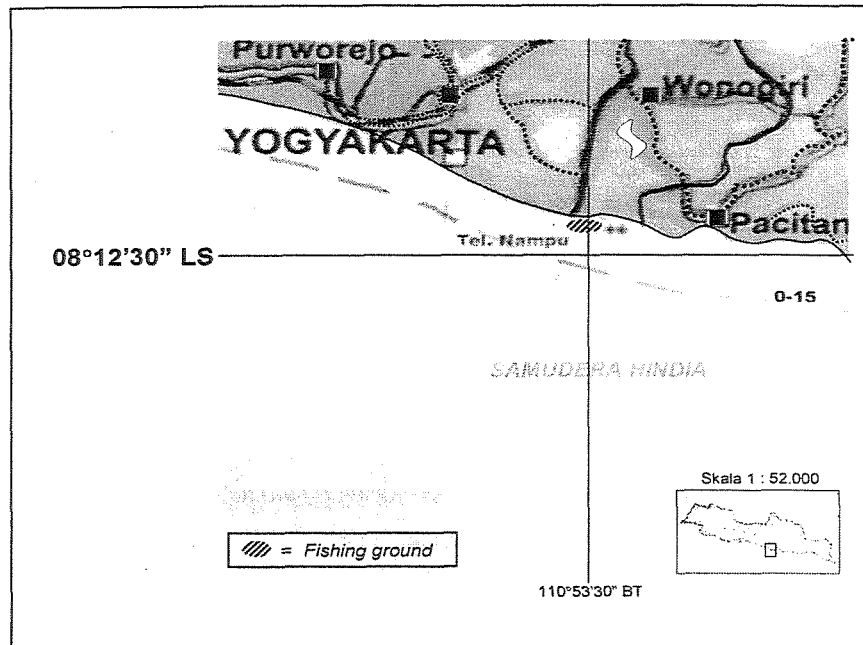 Purworejo
Wonogiri
YOGYAKARTA
Pacitan
Tel. Nampu ++
08°12'30" LS
0-15
SAMUDERA HINDIA
Skala 1 : 52.000
= Fishing ground
110°53'30" BT